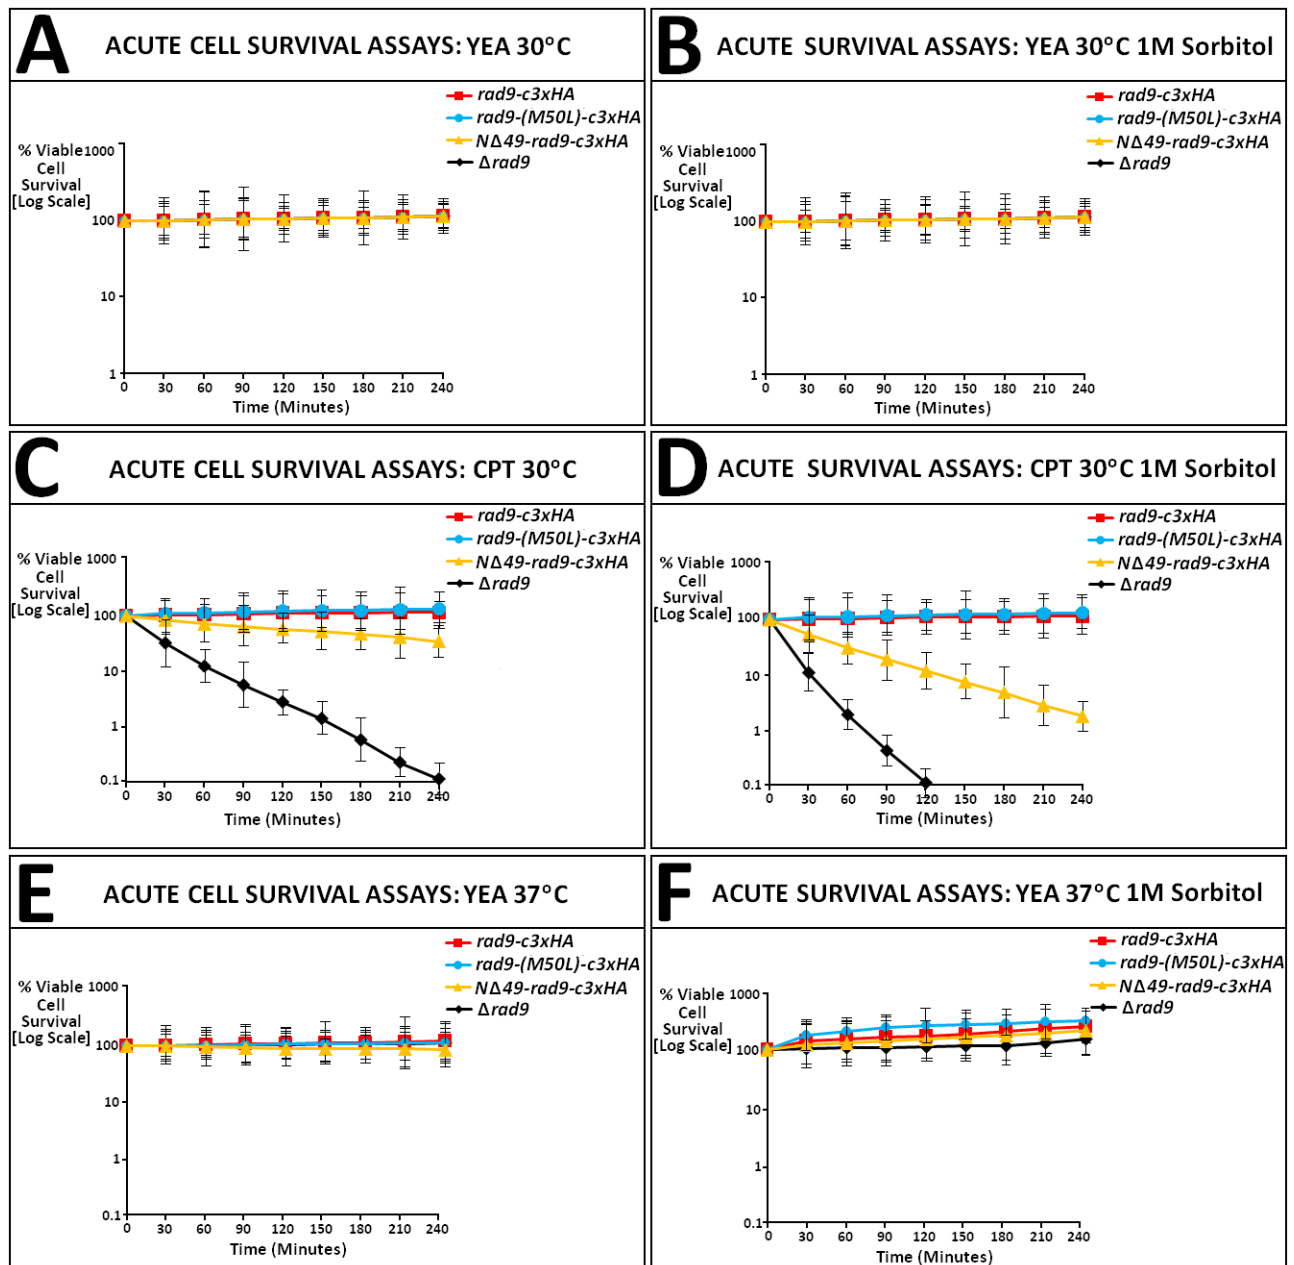 A ACUTE CELL SURVIVAL ASSAYS: YEA 30°C
rad9-c3xHA
rad9-(M50L)-c3xHA
NΔ49-rad9-c3xHA
Δrad9
% Viable
Cell
Survival
[Log Scale]
1000
100
10
1
0 30 60 90 120 150 180 210 240
Time (Minutes)
B ACUTE SURVIVAL ASSAYS: YEA 30°C 1M Sorbitol
rad9-c3xHA
rad9-(M50L)-c3xHA
NΔ49-rad9-c3xHA
Δrad9
% Viable
Cell
Survival
[Log Scale]
1000
100
10
1
0 30 60 90 120 150 180 210 240
Time (Minutes)
C ACUTE CELL SURVIVAL ASSAYS: CPT 30°C
rad9-c3xHA
rad9-(M50L)-c3xHA
NΔ49-rad9-c3xHA
Δrad9
% Viable
Cell
Survival
[Log Scale]
1000
100
10
1
0.1
0 30 60 90 120 150 180 210 240
Time (Minutes)
D ACUTE SURVIVAL ASSAYS: CPT 30°C 1M Sorbitol
rad9-c3xHA
rad9-(M50L)-c3xHA
NΔ49-rad9-c3xHA
Δrad9
% Viable
Cell
Survival
[Log Scale]
1000
100
10
1
0.1
0 30 60 90 120 150 180 210 240
Time (Minutes)
E ACUTE CELL SURVIVAL ASSAYS: YEA 37°C
rad9-c3xHA
rad9-(M50L)-c3xHA
NΔ49-rad9-c3xHA
Δrad9
% Viable
Cell
Survival
[Log Scale]
1000
100
10
1
0.1
0 30 60 90 120 150 180 210 240
Time (Minutes)
F ACUTE SURVIVAL ASSAYS: YEA 37°C 1M Sorbitol
rad9-c3xHA
rad9-(M50L)-c3xHA
NΔ49-rad9-c3xHA
Δrad9
% Viable
Cell
Survival
[Log Scale]
1000
100
10
1
0.1
0 30 60 90 120 150 180 210 240
Time (Minutes)